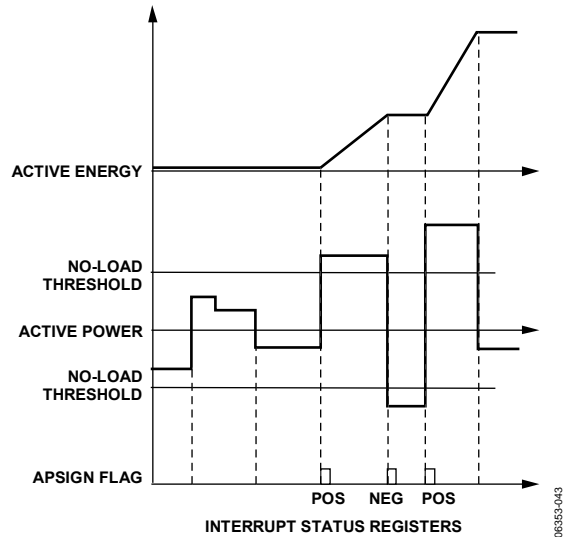 ACTIVE ENERGY
NO-LOAD
THRESHOLD
ACTIVE POWER
NO-LOAD
THRESHOLD
APSIGN FLAG
POS NEG POS
INTERRUPT STATUS REGISTERS
06353-043